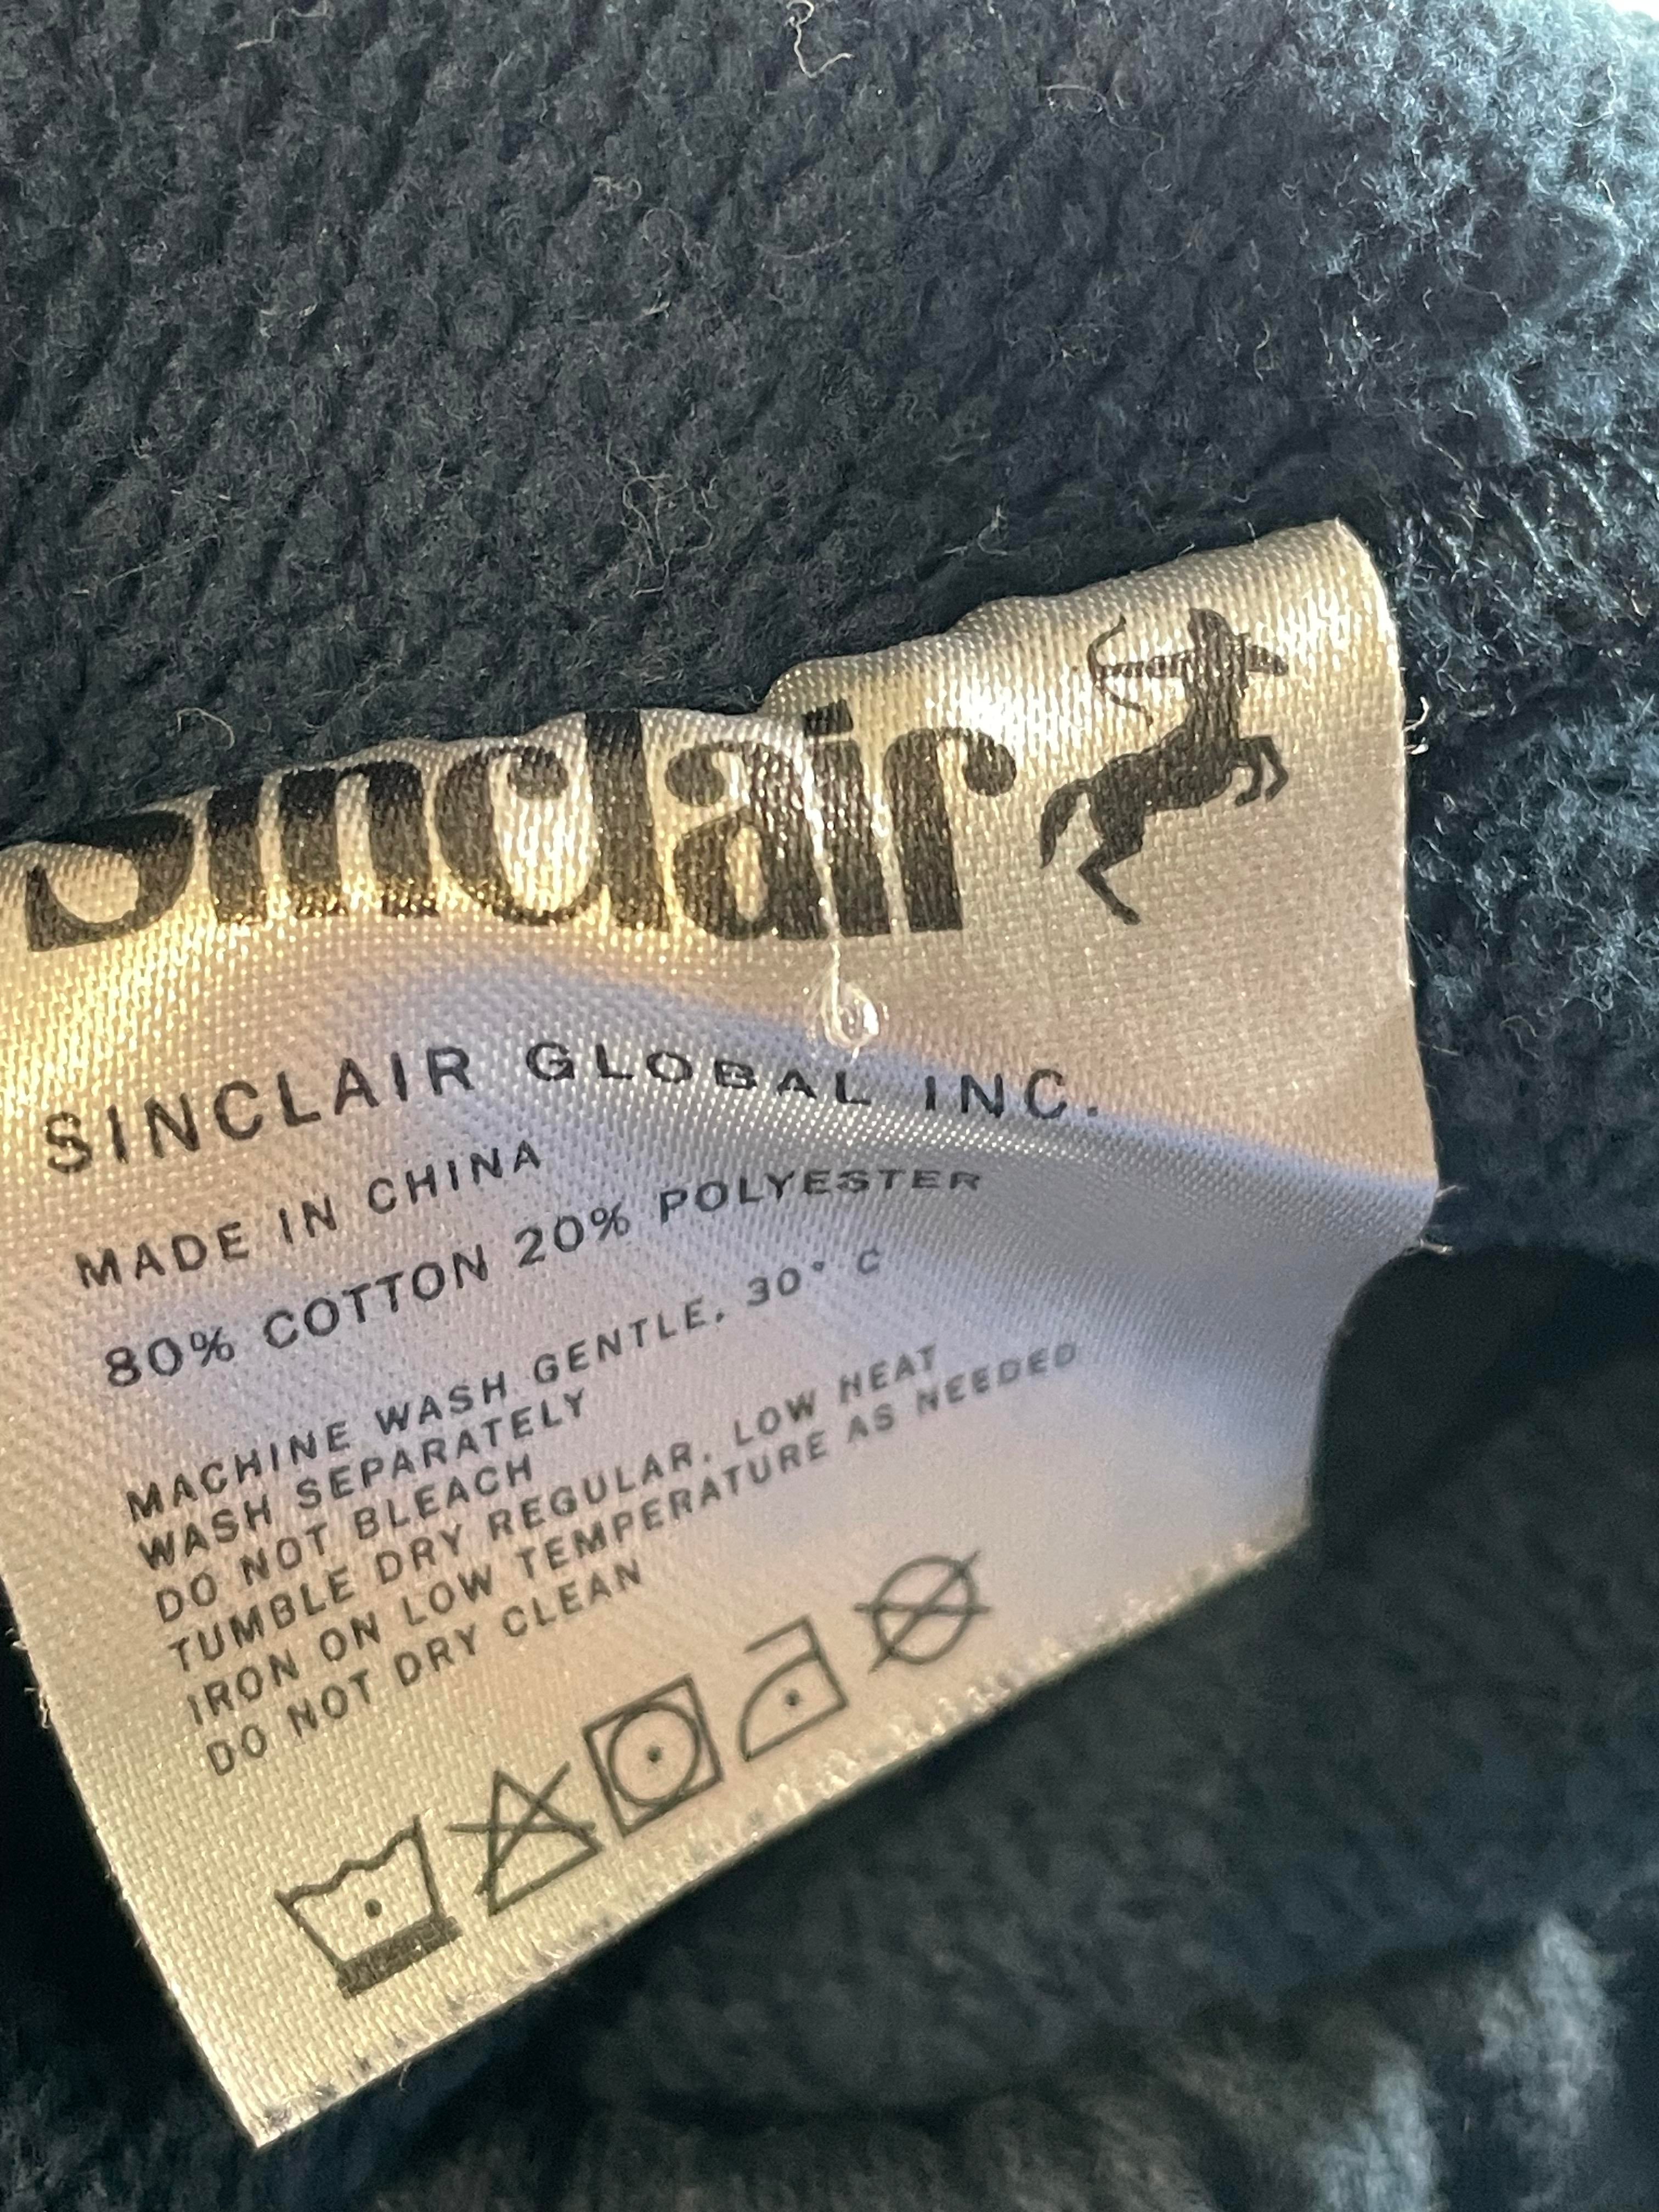 Sinclair
SINCLAIR GLOBAL INC.
MADE IN CHINA
80% COTTON 20% POLYESTER
MACHINE WASH GENTLE, 30° C
WASH SEPARATELY
DO NOT BLEACH
TUMBLE DRY REGULAR, LOW HEAT
IRON ON LOW TEMPERATURE AS NEEDED
DO NOT DRY CLEAN